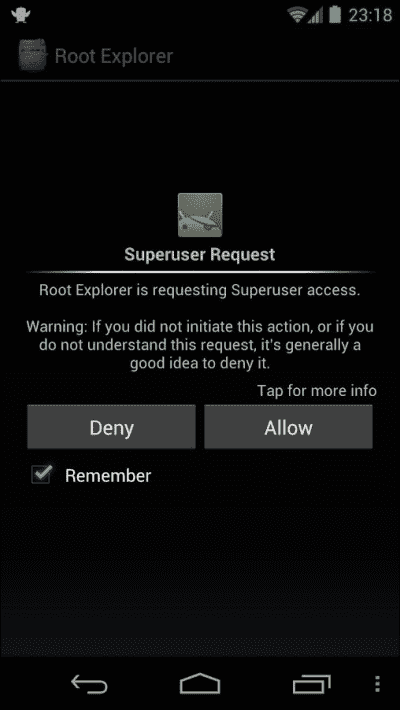 23:18
Root Explorer
Superuser Request
Root Explorer is requesting Superuser access.
Warning: If you did not initiate this action, or if you
do not understand this request, it's generally a
good idea to deny it.
Tap for more info
Deny Allow
Remember